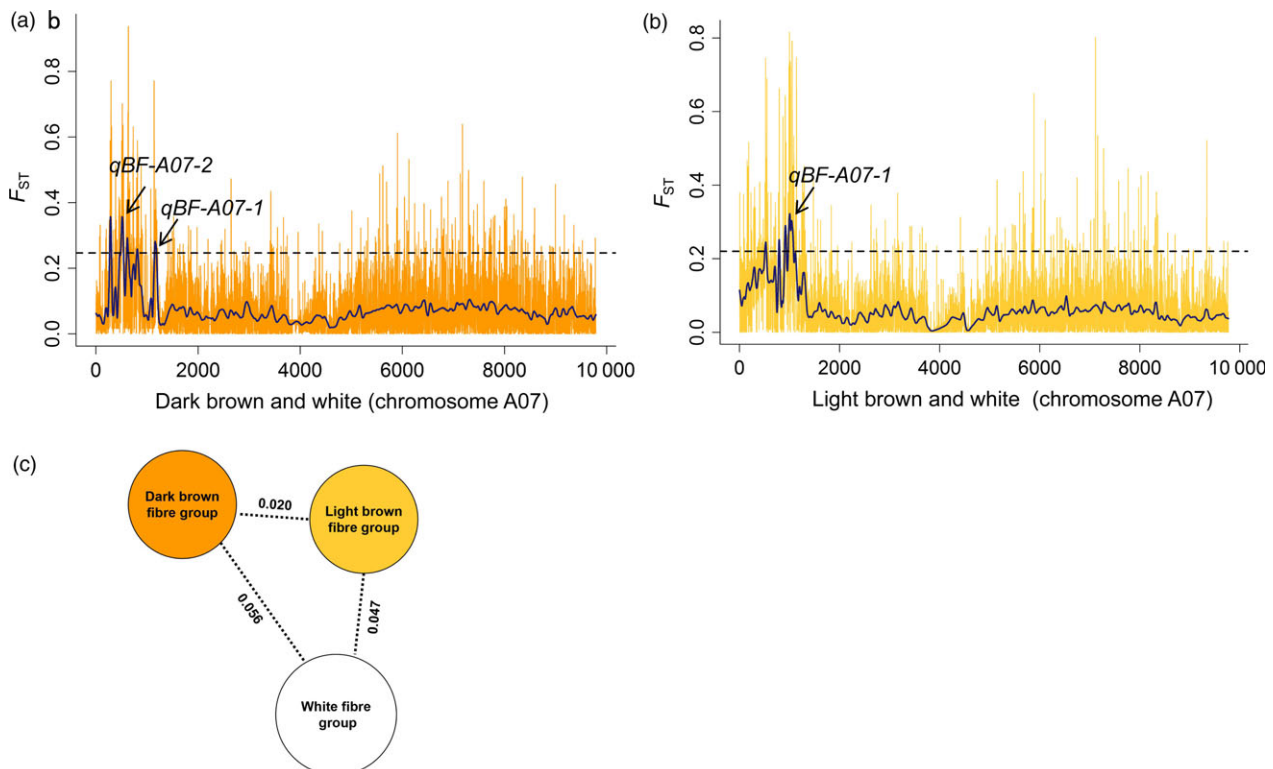 (a) b
F_ST
0.0
0.2
0.4
0.6
0.8
qBF-A07-2
qBF-A07-1
0 2000 4000 6000 8000 10 000
Dark brown and white (chromosome A07)
(b)
F_ST
0.0
0.2
0.4
0.6
0.8
qBF-A07-1
0 2000 4000 6000 8000 10 000
Light brown and white (chromosome A07)
(c)
Dark brown
fibre group
0.020
Light brown
fibre group
0.056
0.047
White fibre
group